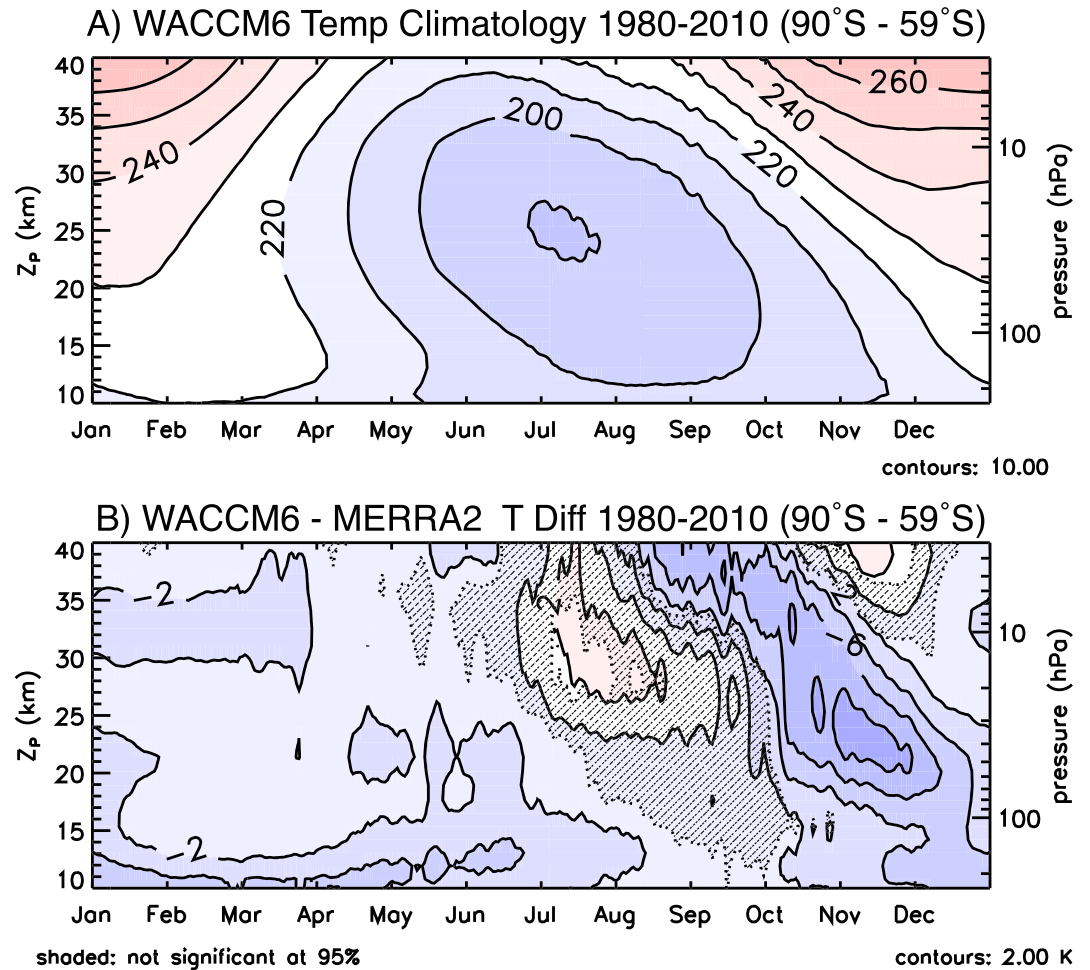 A) WACCM6 Temp Climatology 1980-2010 (90°S - 59°S)
40
35
30
25
20
15
10
Z_P (km)
240
220
200
220
240
260
10
100
pressure (hPa)
Jan Feb Mar Apr May Jun Jul Aug Sep Oct Nov Dec
contours: 10.00
B) WACCM6 - MERRA2 T Diff 1980-2010 (90°S - 59°S)
40
35
30
25
20
15
10
Z_P (km)
-2
-2
-6
10
100
pressure (hPa)
Jan Feb Mar Apr May Jun Jul Aug Sep Oct Nov Dec
shaded: not significant at 95% contours: 2.00 K